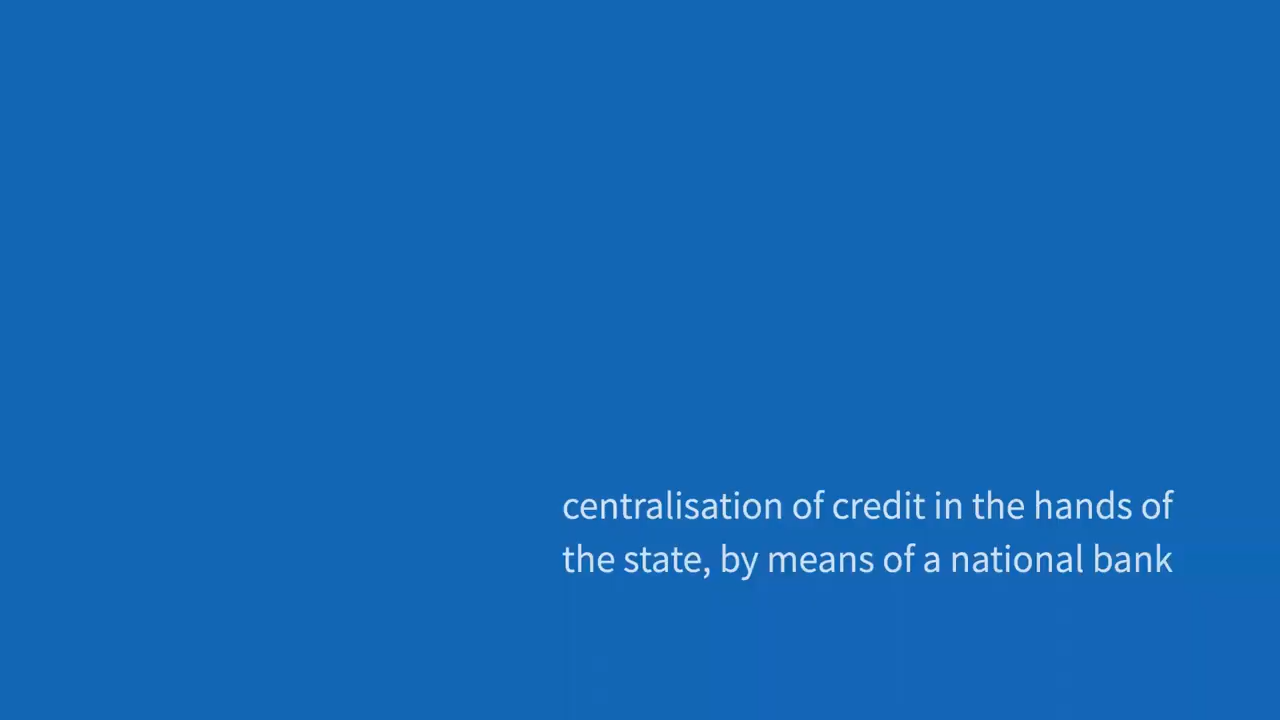 centralisation of credit in the hands of
the state, by means of a national bank